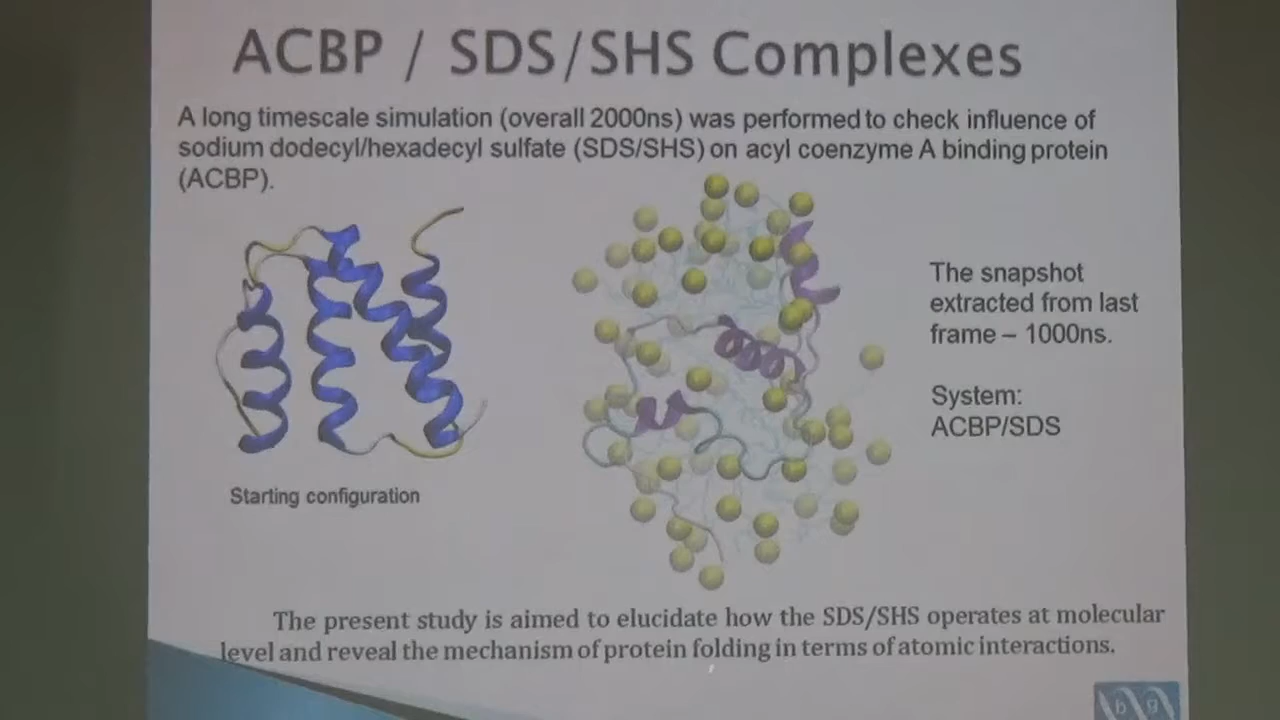 ACBP / SDS/SHS Complexes
A long timescale simulation (overall 2000ns) was performed to check influence of
sodium dodecyl/hexadecyl sulfate (SDS/SHS) on acyl coenzyme A binding protein
(ACBP).
The snapshot
extracted from last
frame – 1000ns.
System:
ACBP/SDS
Starting configuration
The present study is aimed to elucidate how the SDS/SHS operates at molecular
level and reveal the mechanism of protein folding in terms of atomic interactions.
b g